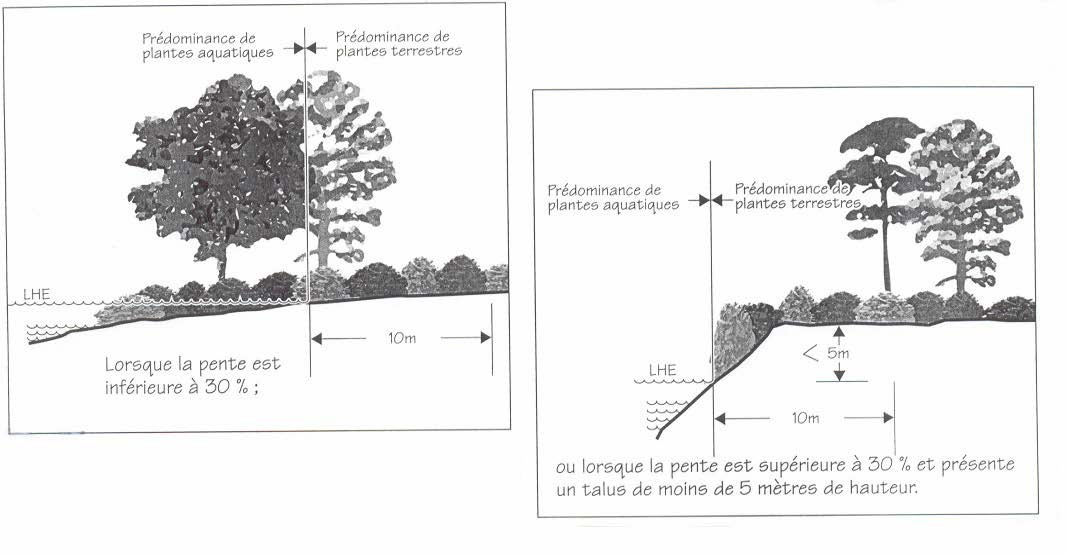 Prédominance de
plantes aquatiques
Prédominance de
plantes terrestres
LHE
10m
Lorsque la pente est
inférieure à 30 % ;
Prédominance de
plantes aquatiques
Prédominance de
plantes terrestres
< 5m
LHE
10m
ou lorsque la pente est supérieure à 30 % et présente
un talus de moins de 5 mètres de hauteur.